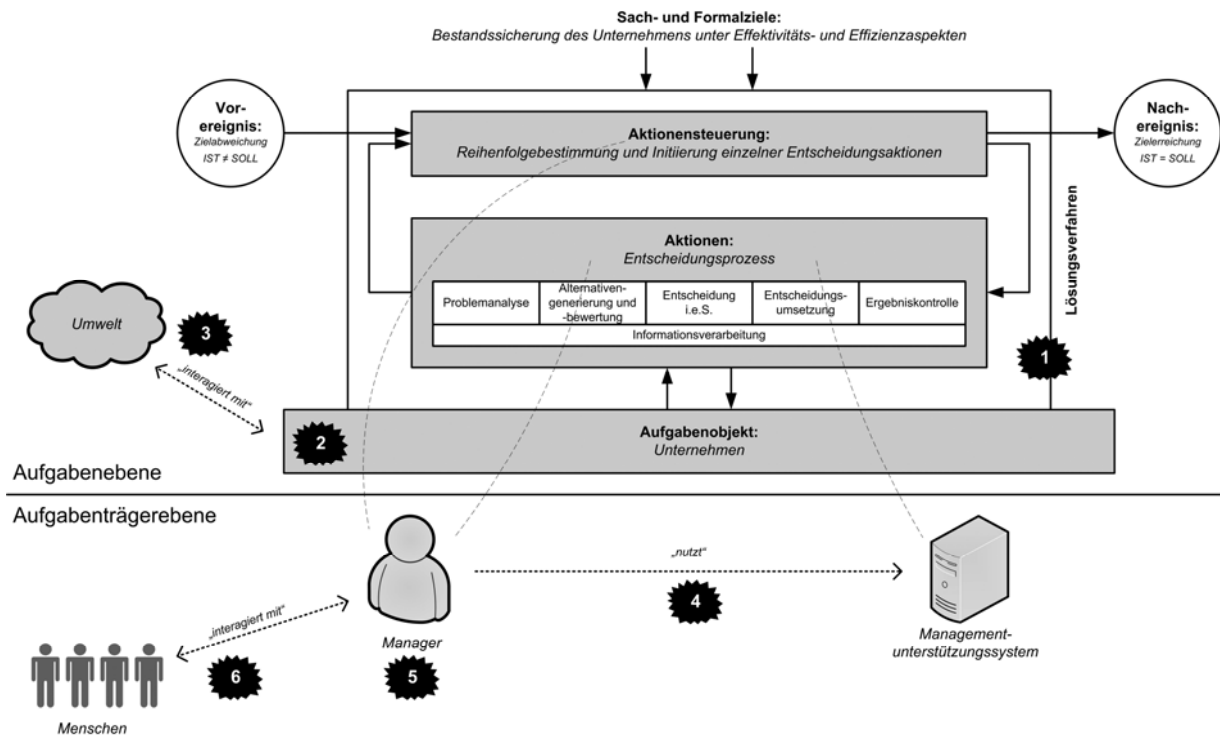 Sach- und Formalziele:
Bestandssicherung des Unternehmens unter Effektivitäts- und Effizienzaspekten
Vor-
ereignis:
Zielabweichung
IST ≠ SOLL
Aktionensteuerung:
Reihenfolgebestimmung und Initiierung einzelner Entscheidungsaktionen
Nach-
ereignis:
Zielerreichung
IST = SOLL
Lösungsverfahren
1
Aktionen:
Entscheidungsprozess
Problemanalyse
Alternativen-
generierung und
-bewertung
Entscheidung
i.e.S.
Entscheidungs-
umsetzung
Ergebniskontrolle
Informationsverarbeitung
Umwelt
3
„interagiert mit“
2
Aufgabenobjekt:
Unternehmen
Aufgabenebene
Aufgabenträgerebene
„nutzt“
4
„interagiert mit“
6
Manager
5
Management-
unterstützungssystem
Menschen